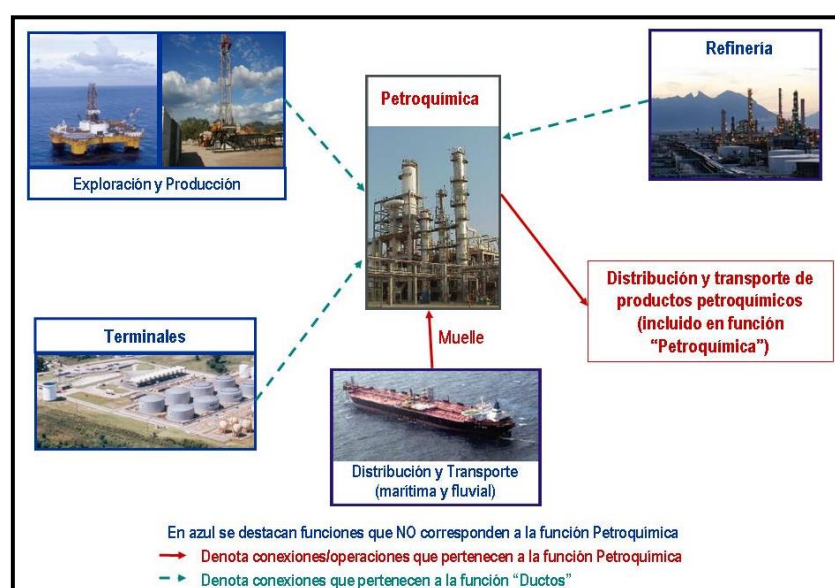 Petroquímica
Refinería
Exploración y Producción
Distribución y transporte de
productos petroquímicos
(incluido en función
“Petroquímica”)
Terminales
Muelle
Distribución y Transporte
(marítima y fluvial)
En azul se destacan funciones que NO corresponden a la función Petroquímica
Denota conexiones/operaciones que pertenecen a la función Petroquímica
Denota conexiones que pertenecen a la función “Ductos”